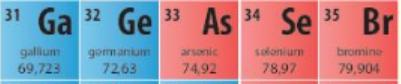 31 Ga 32 Ge 33 As 34 Se 35 Br
gallium germanium arsenic selenium bromine
69,723 72,63 74,92 78,97 79,904